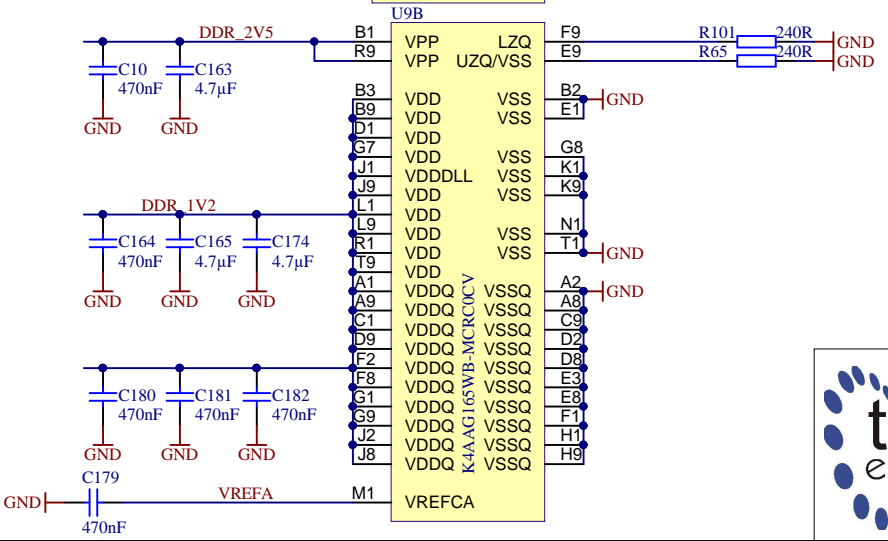 U9B
DDR_2V5 B1 VPP LZQ F9 R101 240R GND
R9 VPP UZQ/VSS E9 R65 240R GND
C10 C163
470nF 4.7µF
GND GND
B3 VDD VSS B2 GND
B9 VDD VSS E1
D1 VDD
G7 VDD VSS G8
J1 VDDDLL VSS K1
J9 VDD VSS K9
DDR_1V2 L1 VDD
L9 VDD VSS N1
R1 VDD VSS T1 GND
T9 VDD
C164 C165 C174
470nF 4.7µF 4.7µF
GND GND GND
A1 VDDQ VSSQ A2 GND
A9 VDDQ VSSQ A8
C1 VDDQ VSSQ C9
D9 VDDQ VSSQ D2
F2 VDDQ VSSQ D8
F8 VDDQ VSSQ E3
G1 VDDQ VSSQ E8
G9 VDDQ VSSQ F1
J2 VDDQ VSSQ H1
J8 VDDQ VSSQ H9
K4AAG165WB-MCRC0CV
C180 C181 C182
470nF 470nF 470nF
GND GND GND
C179
GND VREFA M1 VREFCA
470nF
t
e